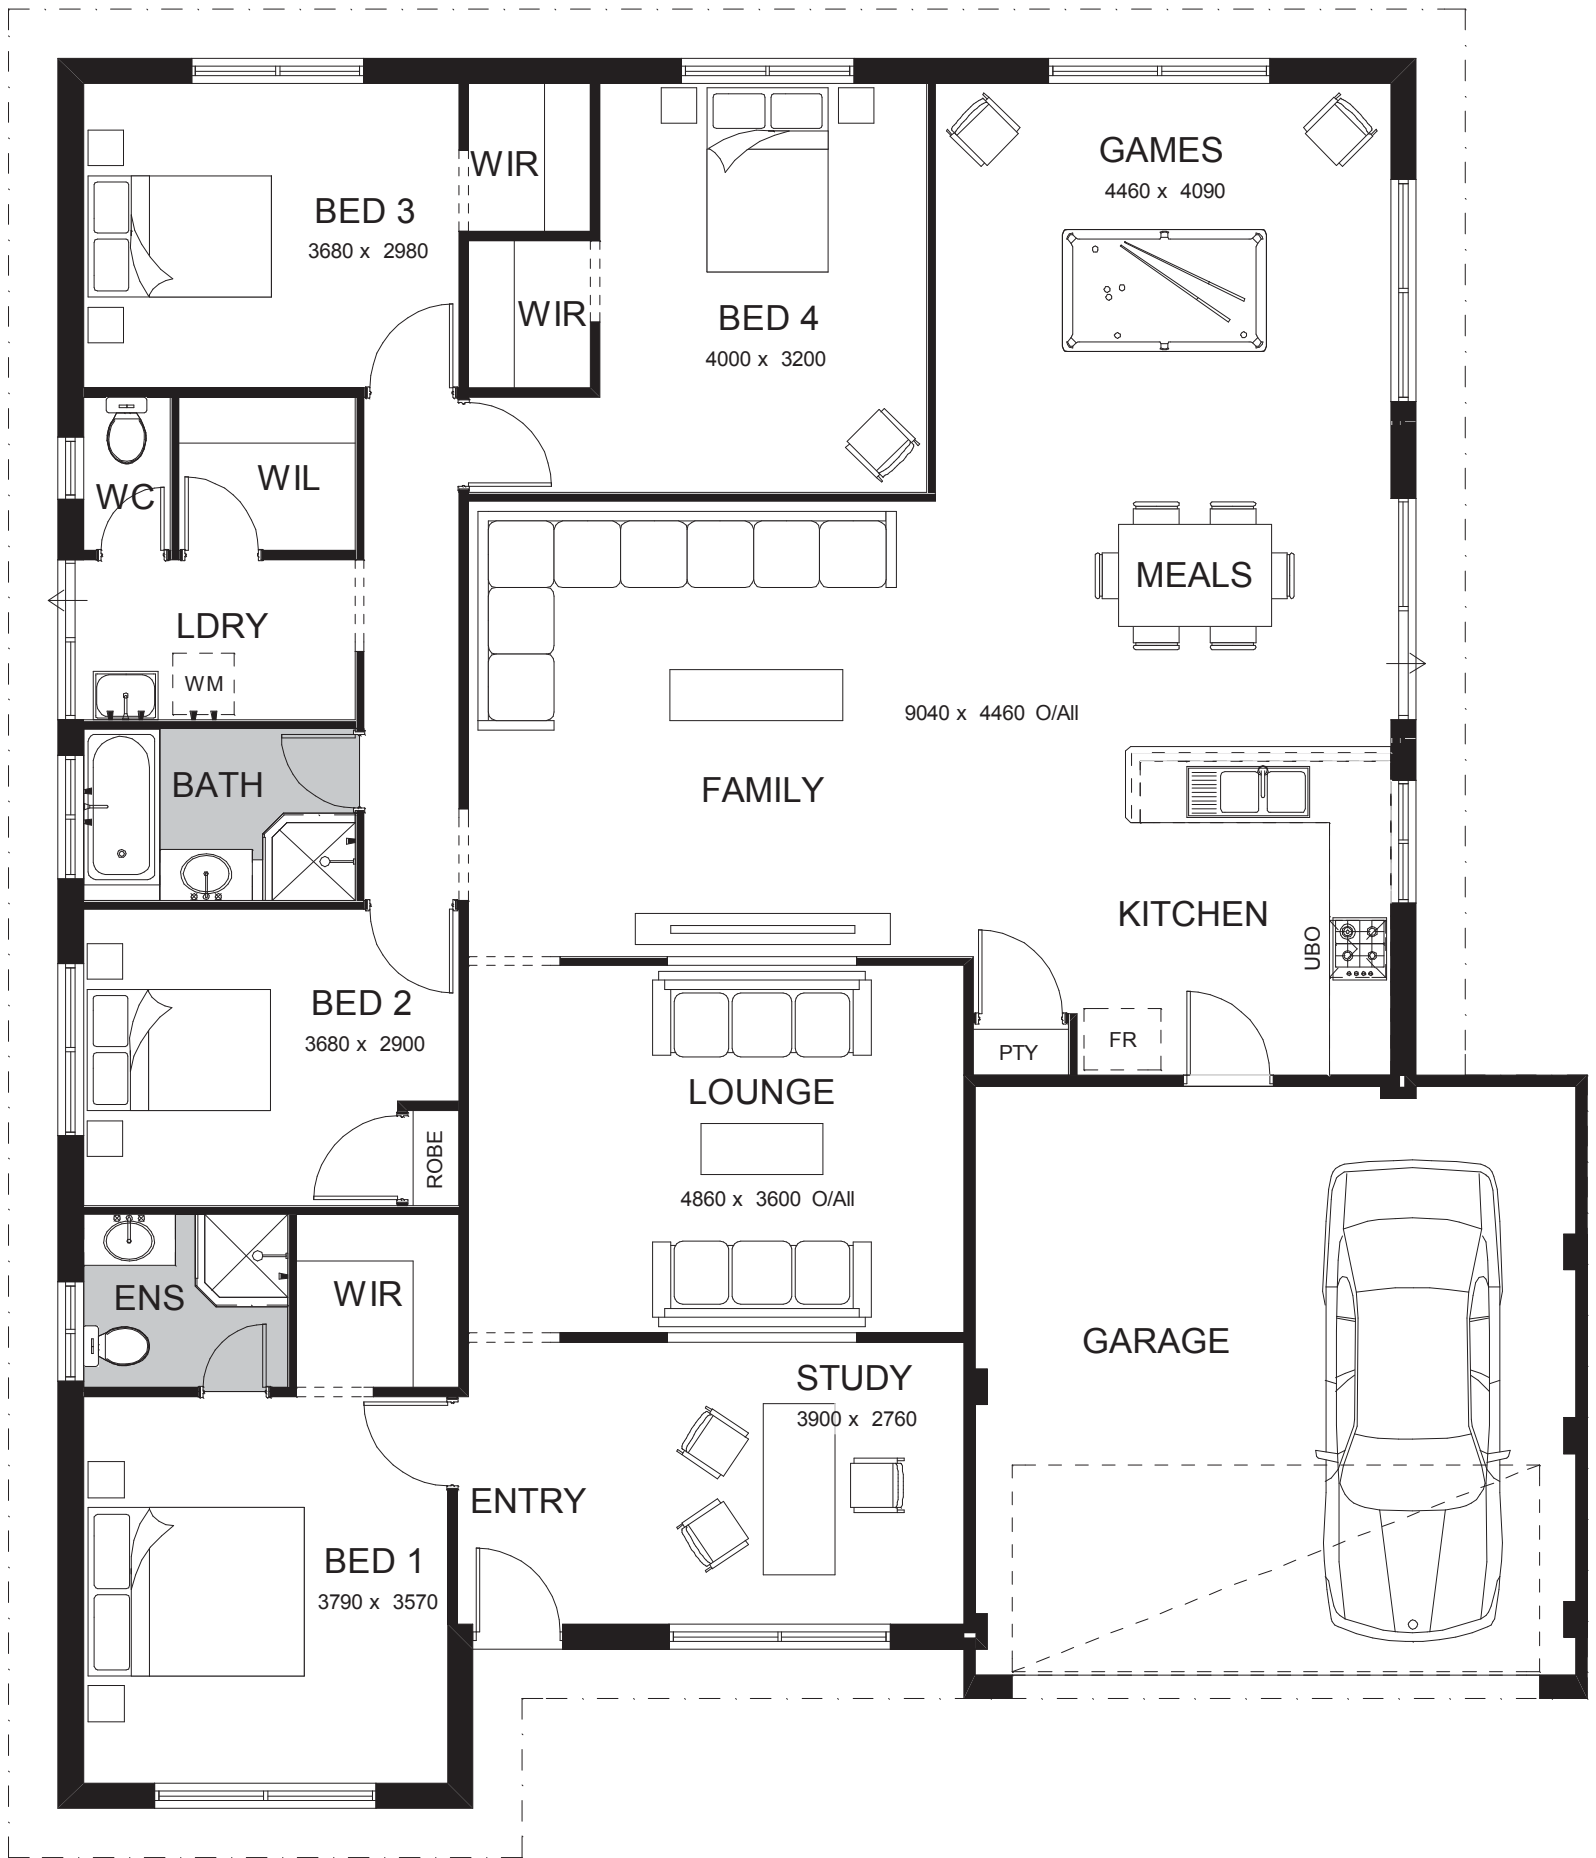 GAMES
4460 x 4090
WIR
BED 3
3680 x 2980
WIR
BED 4
4000 x 3200
WIL
WC
MEALS
LDRY
WM
9040 x 4460 O/All
BATH
FAMILY
KITCHEN
UBO
BED 2
3680 x 2900
PTY
FR
LOUNGE
ROBE
4860 x 3600 O/All
ENS
WIR
GARAGE
STUDY
3900 x 2760
ENTRY
BED 1
3790 x 3570